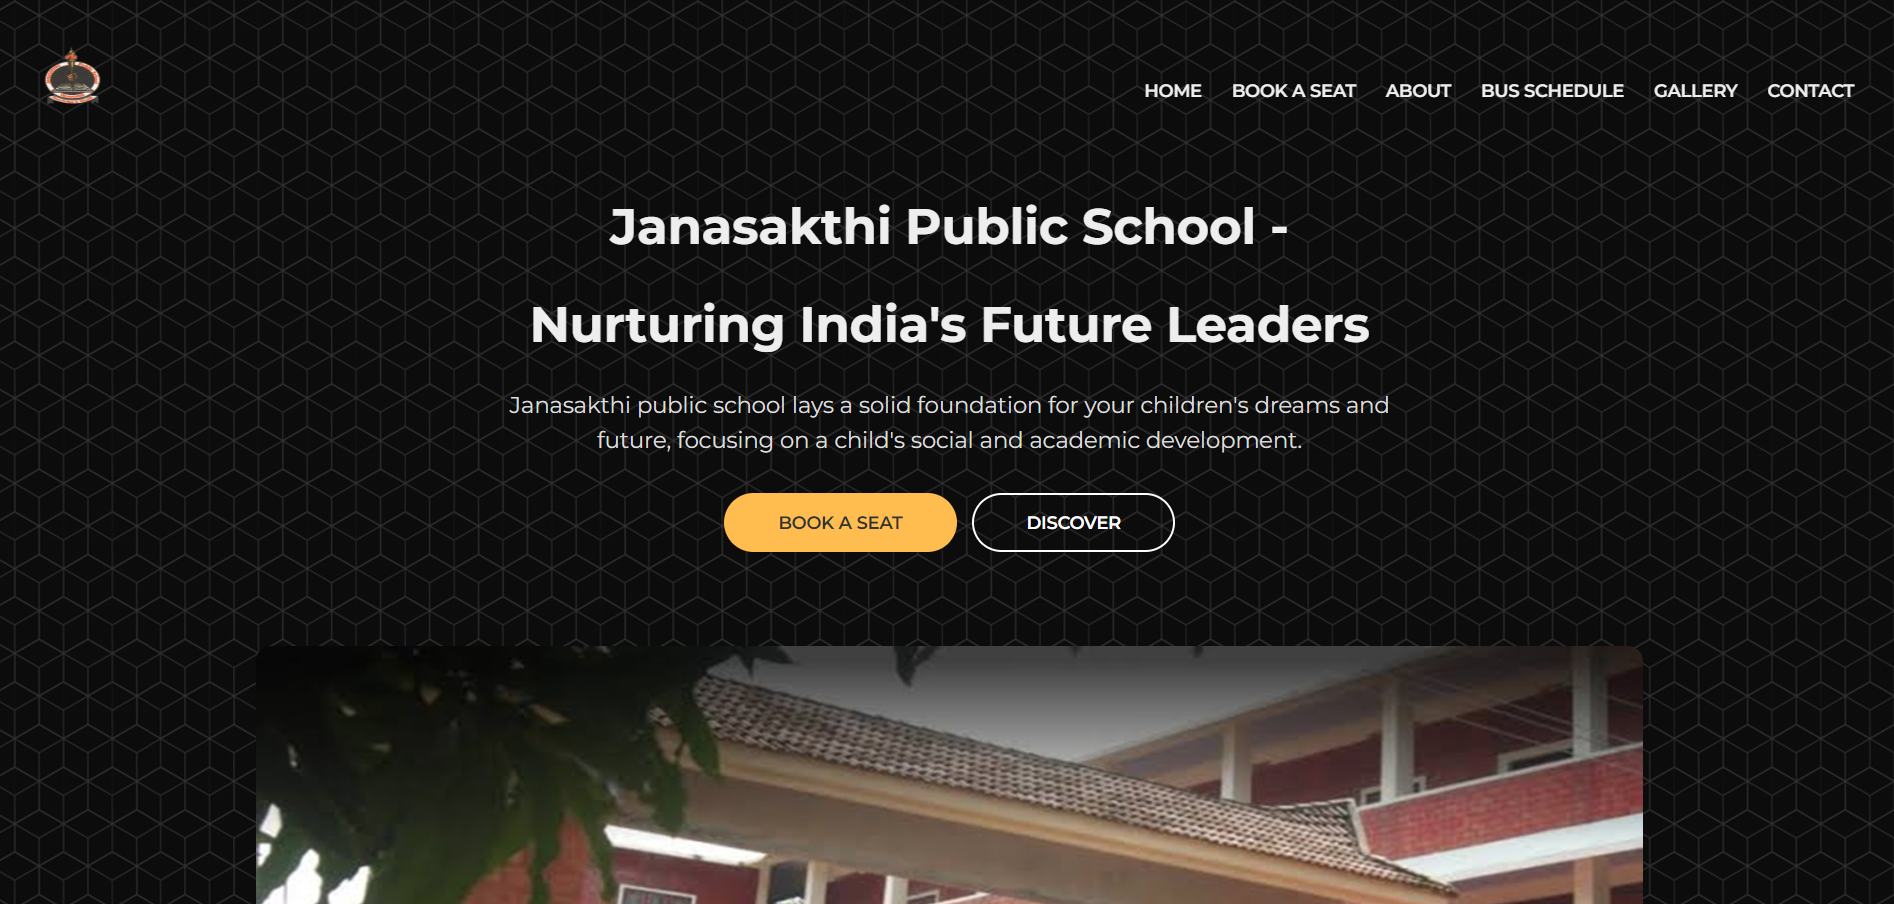 HOME BOOK A SEAT ABOUT BUS SCHEDULE GALLERY CONTACT
Janasakthi Public School -
Nurturing India's Future Leaders
Janasakthi public school lays a solid foundation for your children's dreams and
future, focusing on a child's social and academic development.
BOOK A SEAT DISCOVER